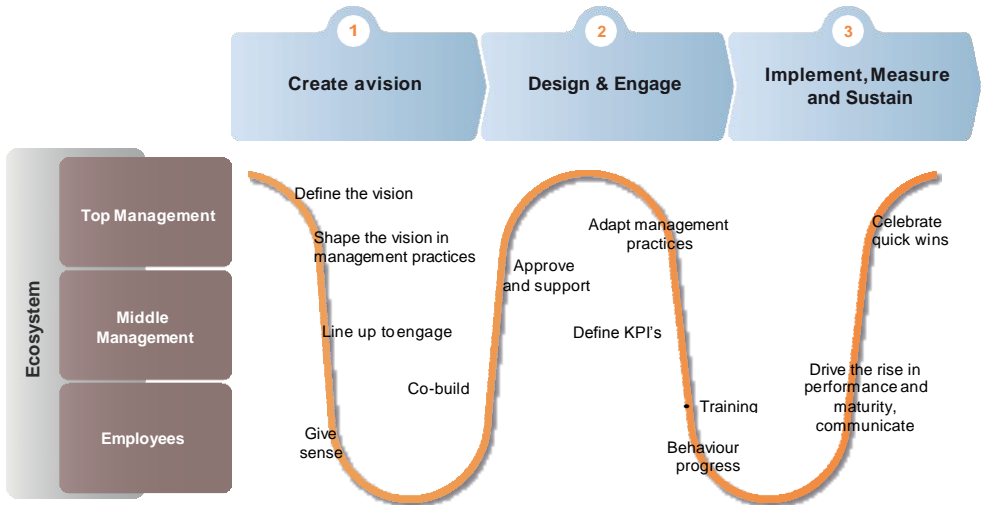 1
2
3
Create avision
Design & Engage
Implement, Measure
and Sustain
Ecosystem
Top Management
Middle
Management
Employees
Define the vision
Shape the vision in
management practices
Line up to engage
Give
sense
Co-build
Approve
and support
Adapt management
practices
Define KPI's
Training
Behaviour
progress
Drive the rise in
performance and
maturity,
communicate
Celebrate
quick wins